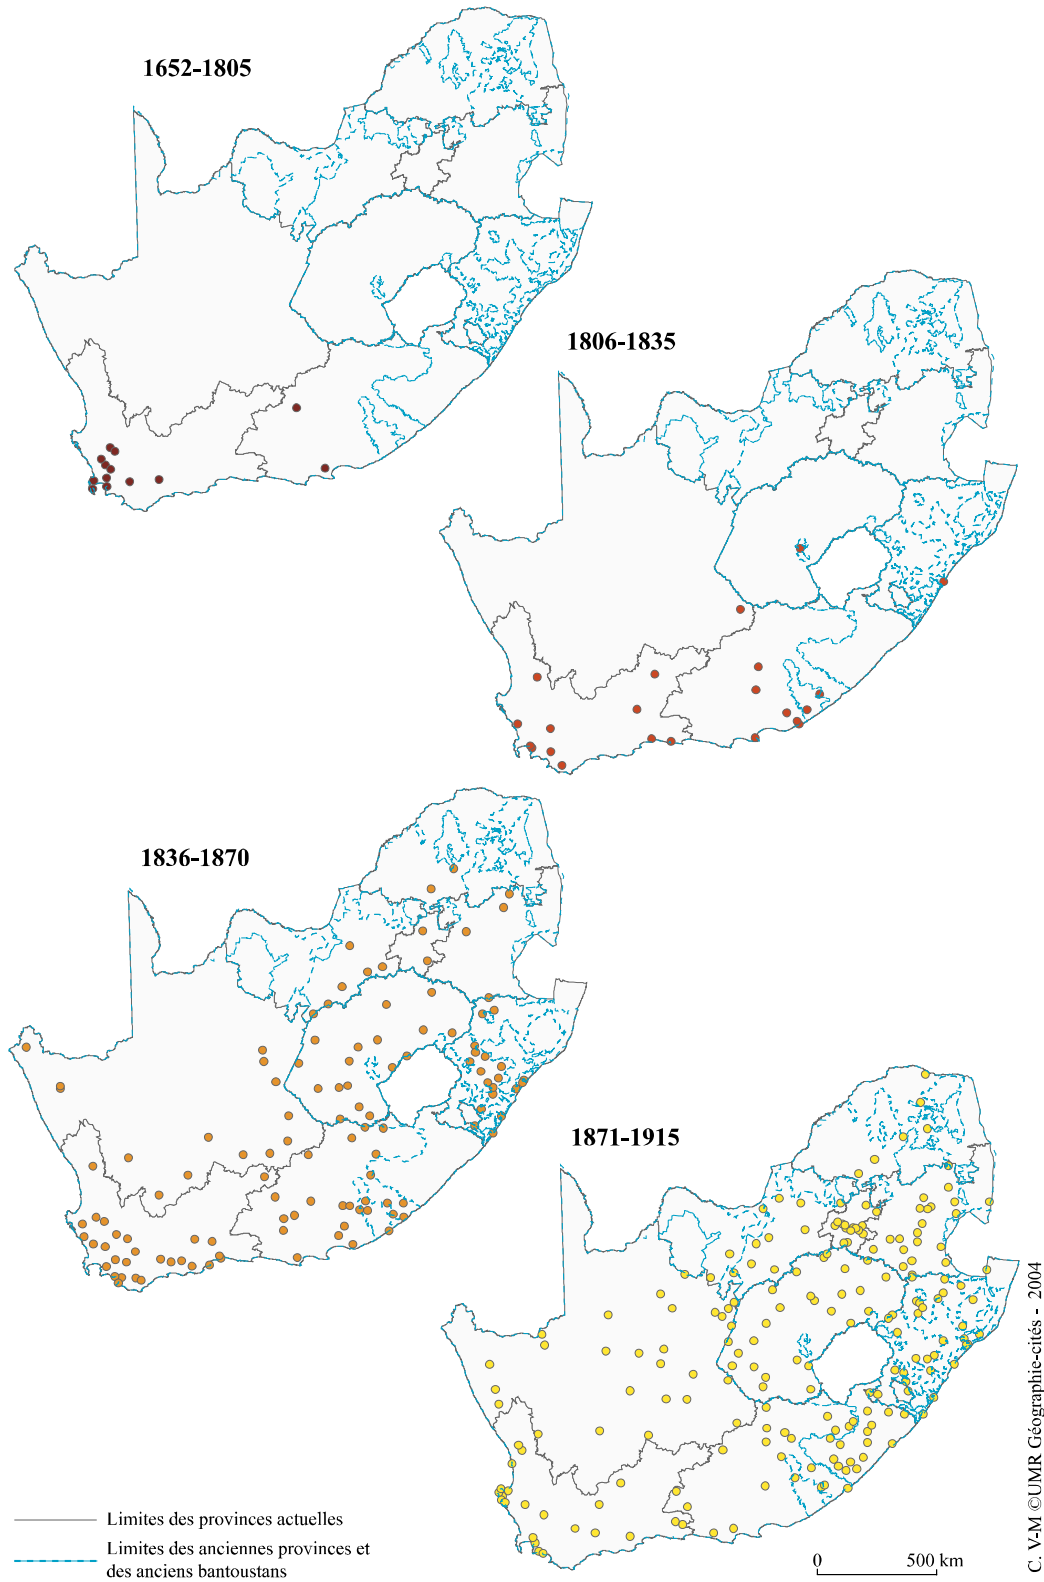 1652-1805
1806-1835
1836-1870
1871-1915
Limites des provinces actuelles
Limites des anciennes provinces et
des anciens bantoustans
0 500 km
C. V-M ©UMR Géographie-cités - 2004